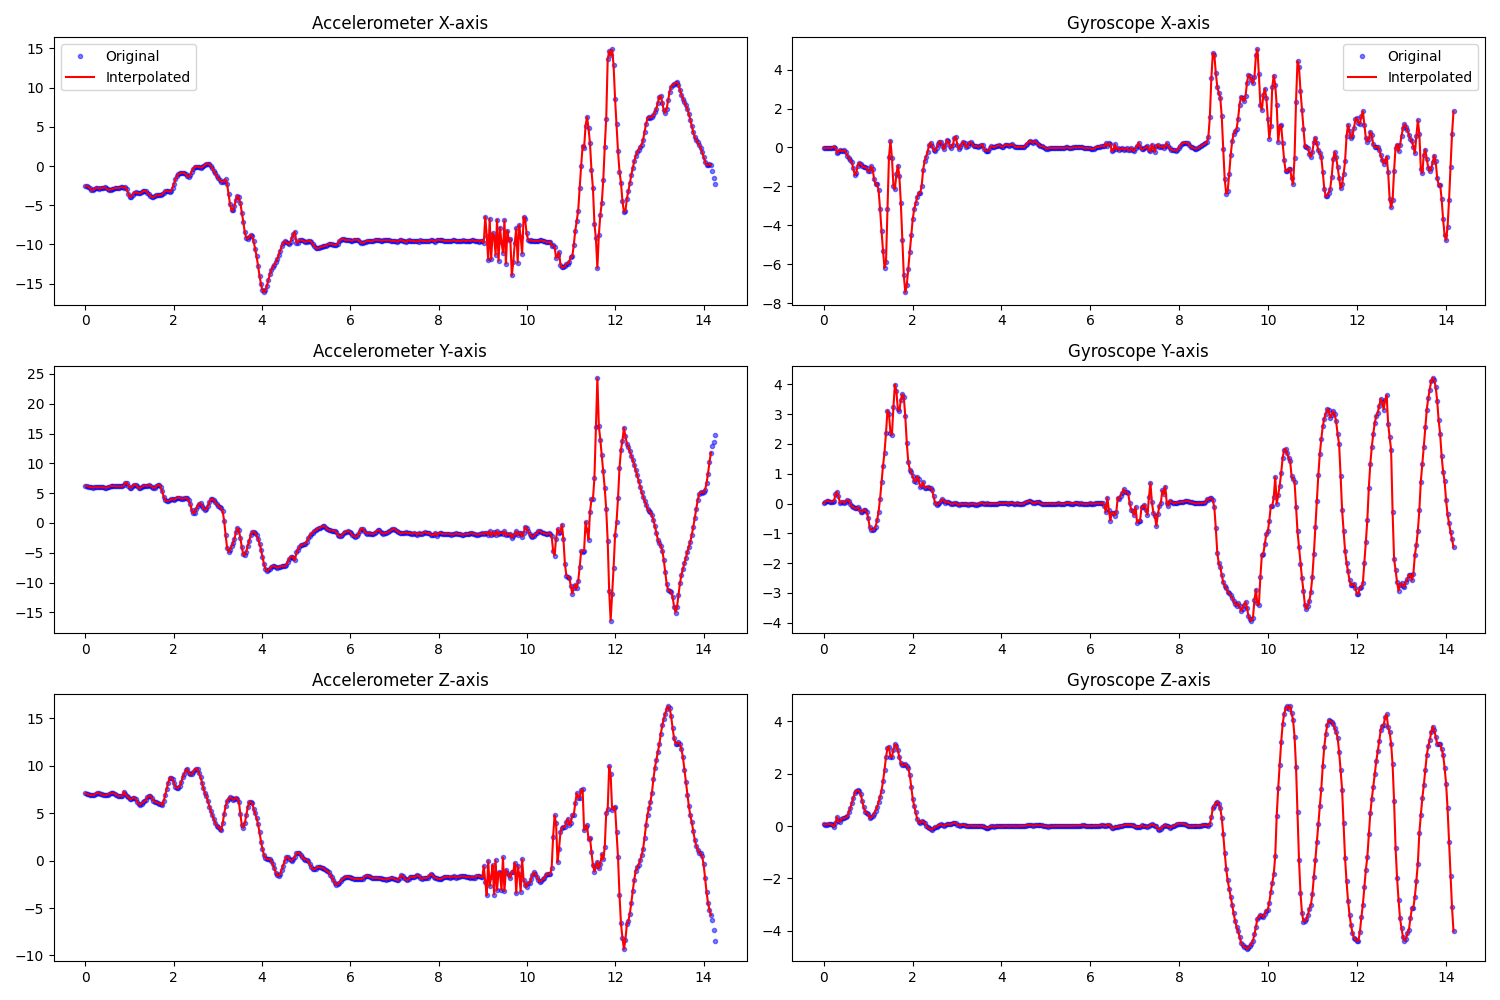 Accelerometer X-axis
Original
Interpolated
15
10
5
0
−5
−10
−15
0 2 4 6 8 10 12 14
Gyroscope X-axis
Original
Interpolated
4
2
0
−2
−4
−6
−8
0 2 4 6 8 10 12 14
Accelerometer Y-axis
25
20
15
10
5
0
−5
−10
−15
0 2 4 6 8 10 12 14
Gyroscope Y-axis
4
3
2
1
0
−1
−2
−3
−4
0 2 4 6 8 10 12 14
Accelerometer Z-axis
15
10
5
0
−5
−10
0 2 4 6 8 10 12 14
Gyroscope Z-axis
4
2
0
−2
−4
0 2 4 6 8 10 12 14